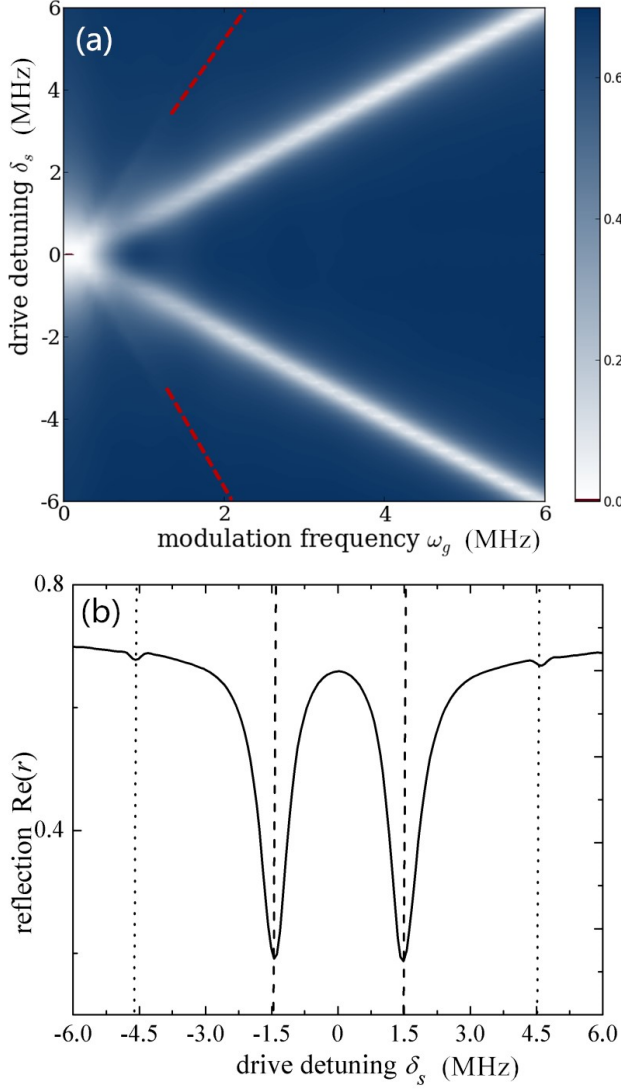 (a)
6
4
2
0
-2
-4
-6
drive detuning δs (MHz)
0 2 4 6
modulation frequency ωg (MHz)
0.6
0.4
0.2
0.0
(b)
0.8
0.4
reflection Re(r)
-6.0 -4.5 -3.0 -1.5 0 1.5 3.0 4.5 6.0
drive detuning δs (MHz)